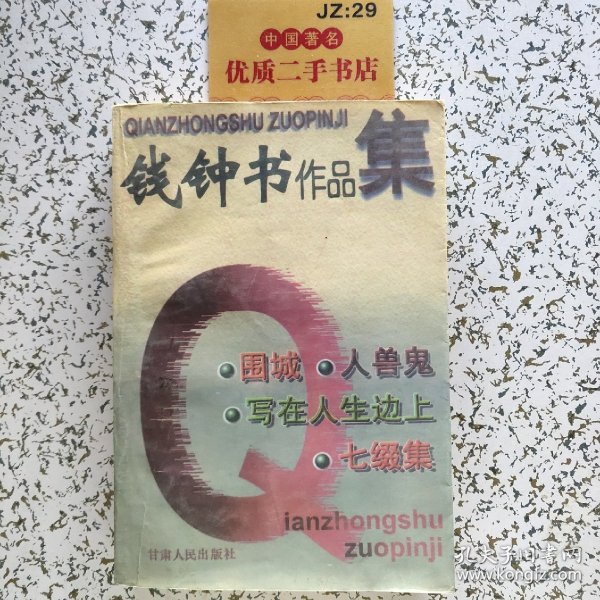 JZ:29
中国著名
优质二手书店
QIANZHONGSHU ZUOPINJI
钱钟书作品集
Q
•围城 •人兽鬼
•写在人生边上
•七缀集
ianzhongshu
zuopinji
甘肃人民出版社
孔夫子旧书网
www.kongfz.com